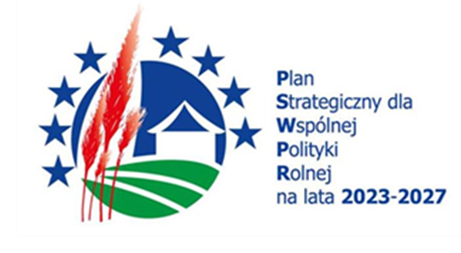 Plan
Strategiczny dla
Wspólnej
Polityki
Rolnej
na lata 2023-2027